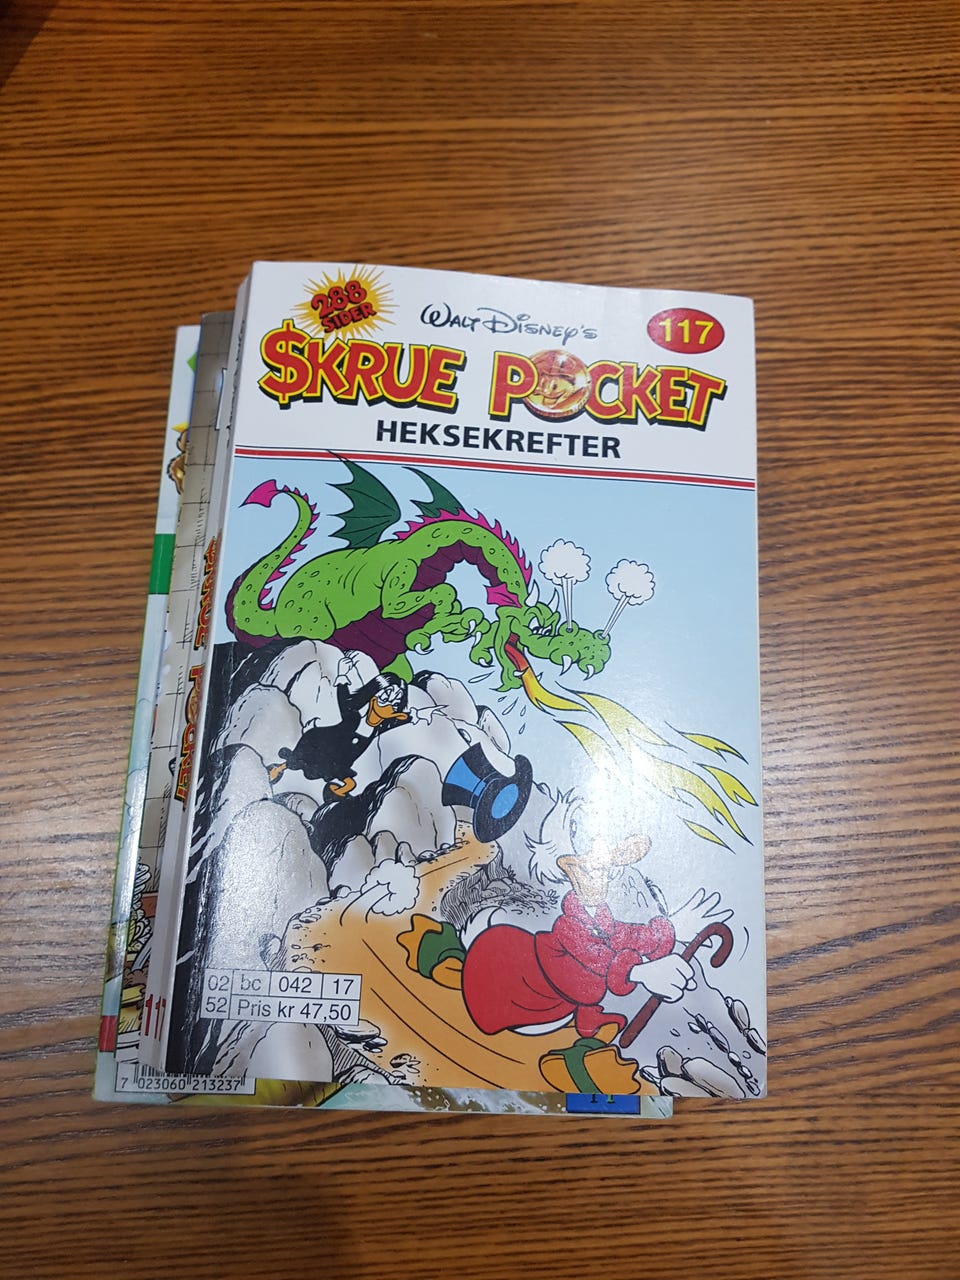 288
SIDER
WALT DISNEY'S
117
$KRUE POCKET
HEKSEKREFTER
02 bc 042 17
52 Pris kr 47,50
7 023060 213237